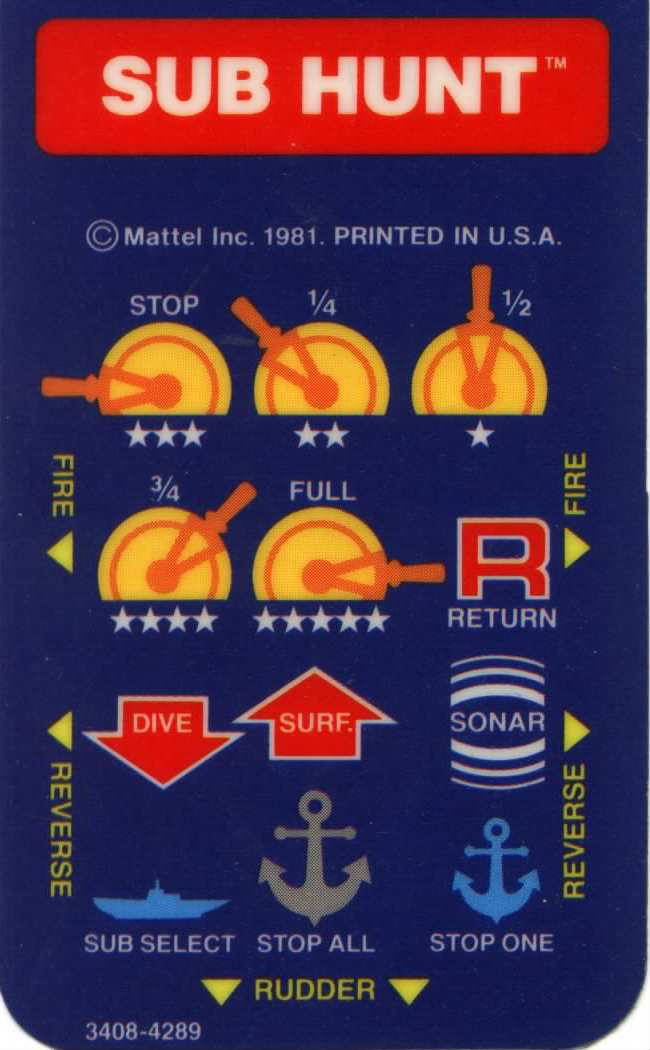 SUB HUNT™
©Mattel Inc. 1981. PRINTED IN U.S.A.
STOP
1/4
1/2
FIRE
FIRE
3/4
FULL
R
RETURN
DIVE
SURF.
SONAR
REVERSE
REVERSE
SUB SELECT
STOP ALL
STOP ONE
RUDDER
3408-4289